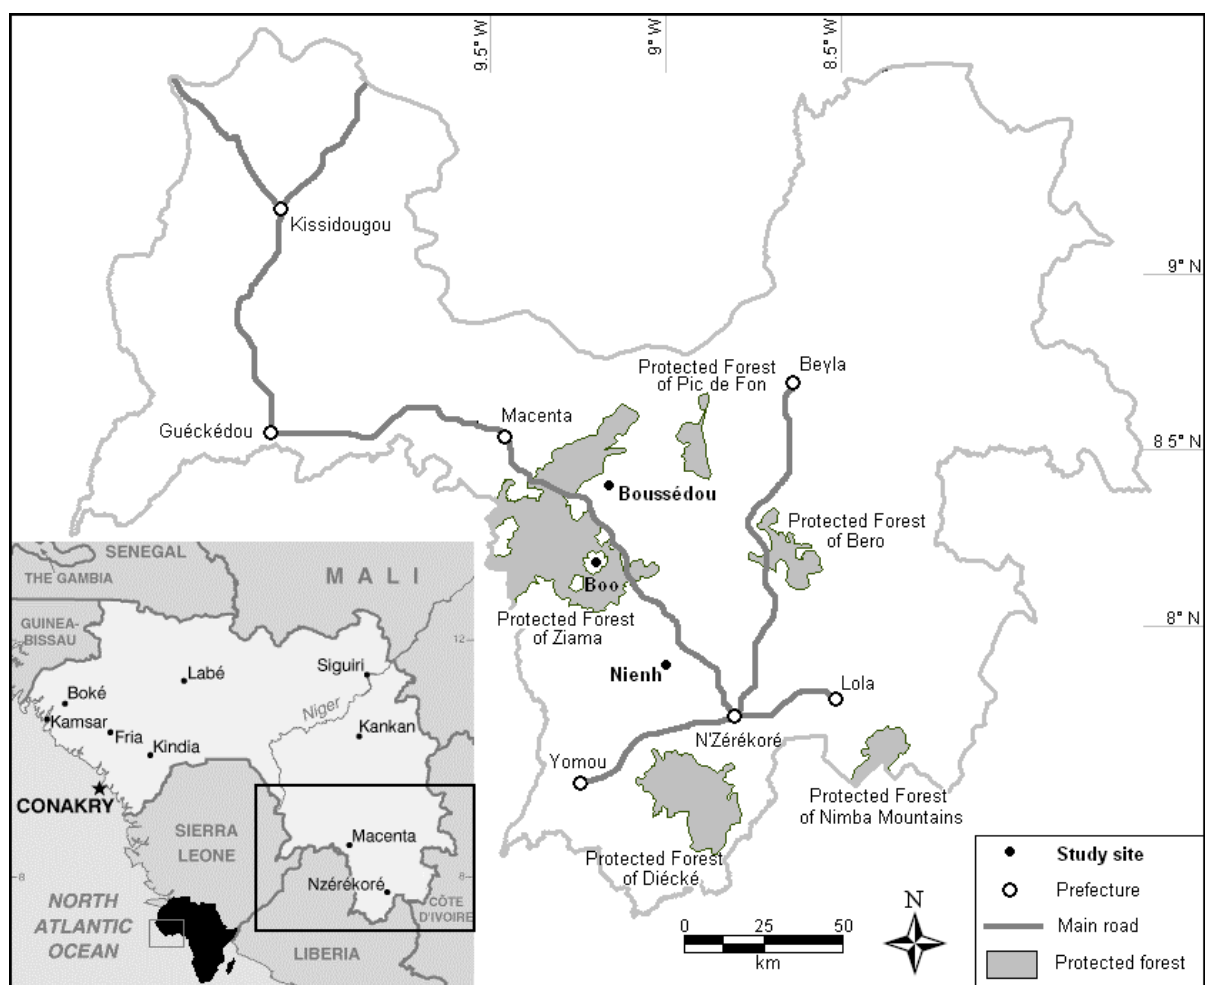 9.5° W
9° W
8.5° W
Kissidougou
9° N
Protected Forest
of Pic de Fon
Beyla
Guéckédou
Macenta
8 5° N
Boussédou
Protected Forest
of Bero
Boo
Protected Forest
of Ziama
8° N
Nienh
Lola
N'Zérékoré
Yomou
Protected Forest
of Nimba Mountains
Protected Forest
of Diécké
SENEGAL
THE GAMBIA
MALI
GUINEA-
BISSAU
12
Labé
Siguiri
Boké
Niger
Kamsar
Fria
Kankan
Kindia
CONAKRY
SIERRA
LEONE
Macenta
8
8
Nzérékoré
NORTH
ATLANTIC
OCEAN
CÔTE
D'IVOIRE
LIBERIA
0 25 50
km
N
Study site
Prefecture
Main road
Protected forest